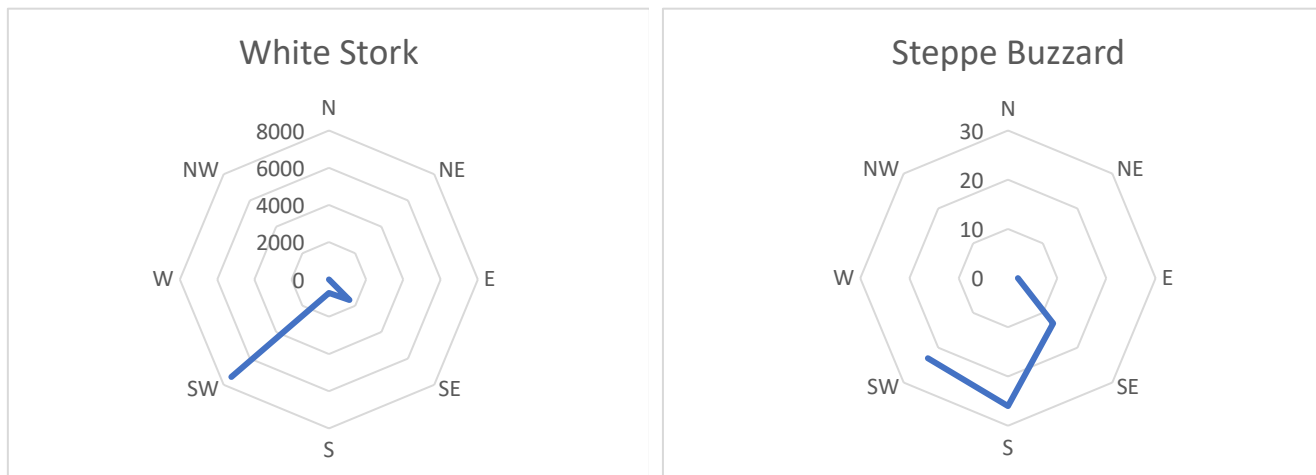 White Stork
N
8000
NW
NE
6000
4000
2000
W
0
E
SW
SE
S
Steppe Buzzard
N
30
NW
NE
20
10
W
0
E
SW
SE
S